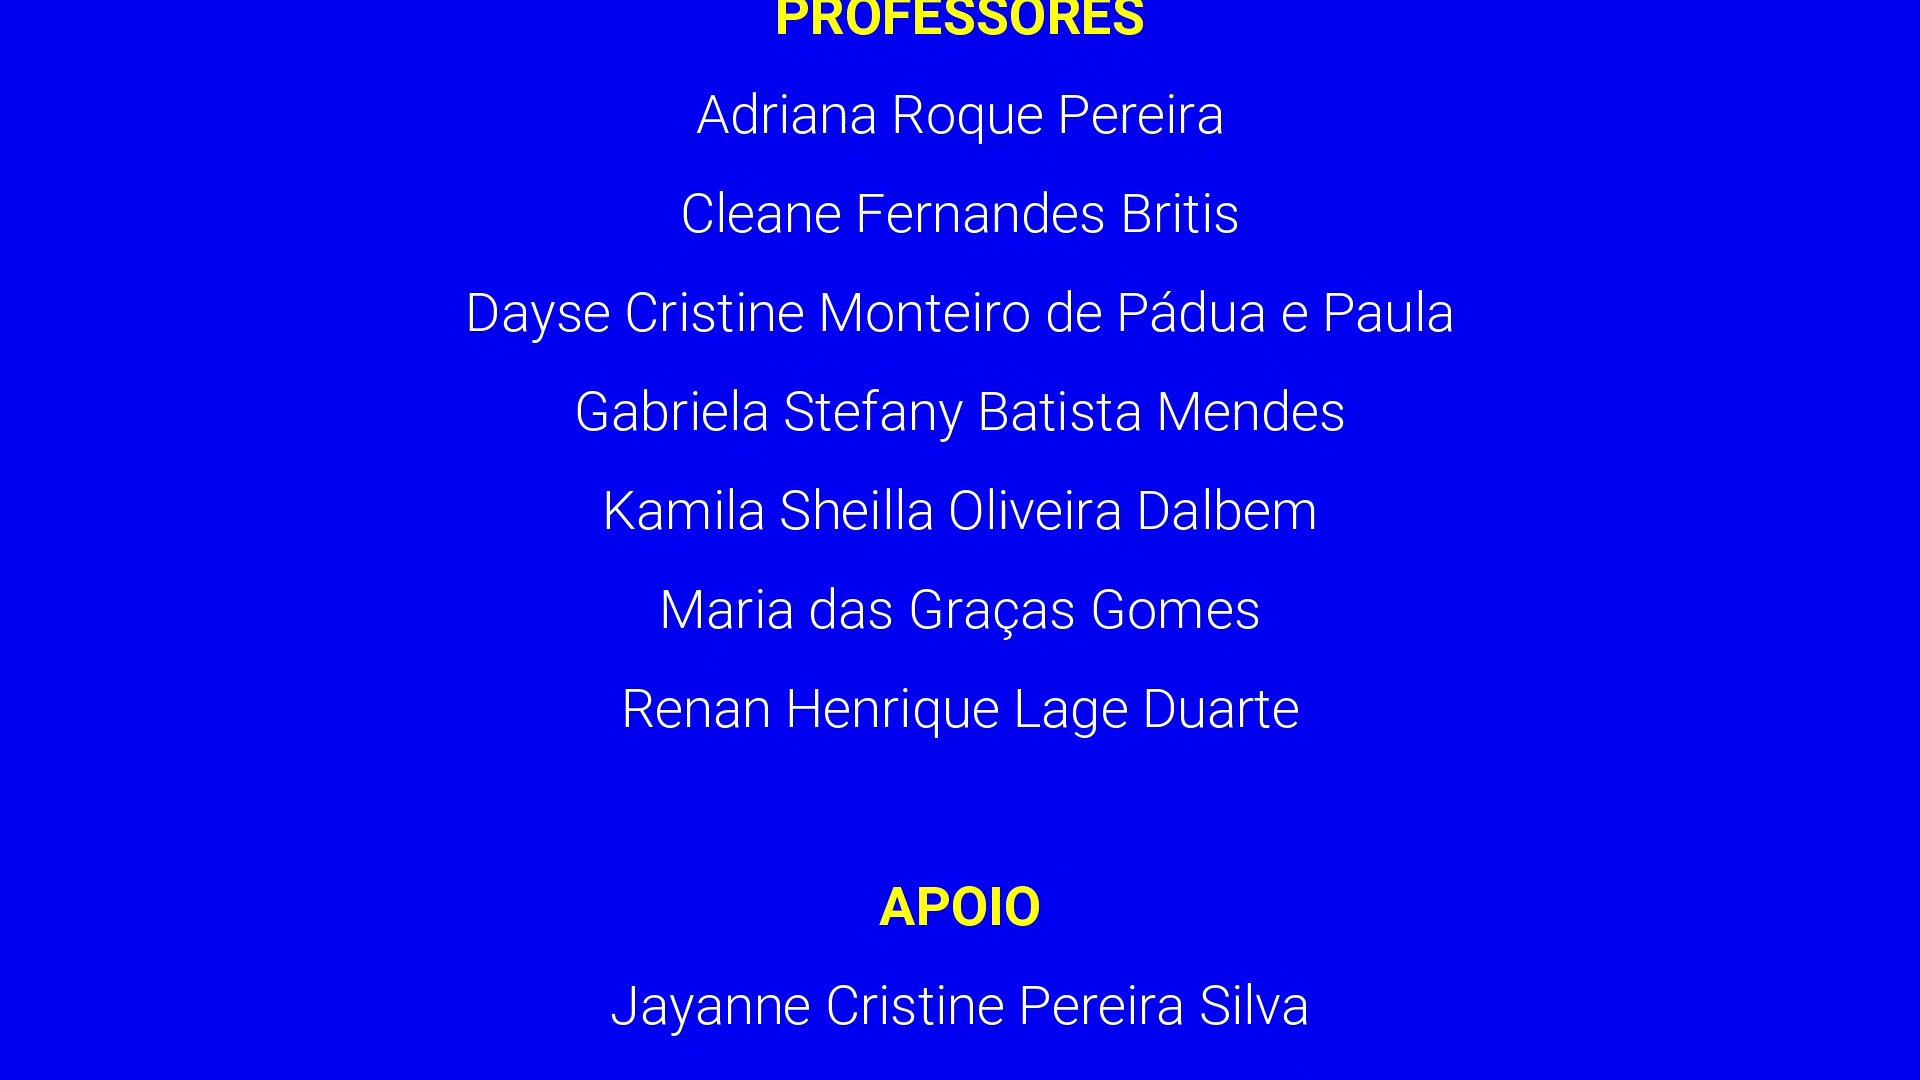 PROFESSORES
Adriana Roque Pereira
Cleane Fernandes Britis
Dayse Cristine Monteiro de Pádua e Paula
Gabriela Stefany Batista Mendes
Kamila Sheilla Oliveira Dalbem
Maria das Graças Gomes
Renan Henrique Lage Duarte
APOIO
Jayanne Cristine Pereira Silva